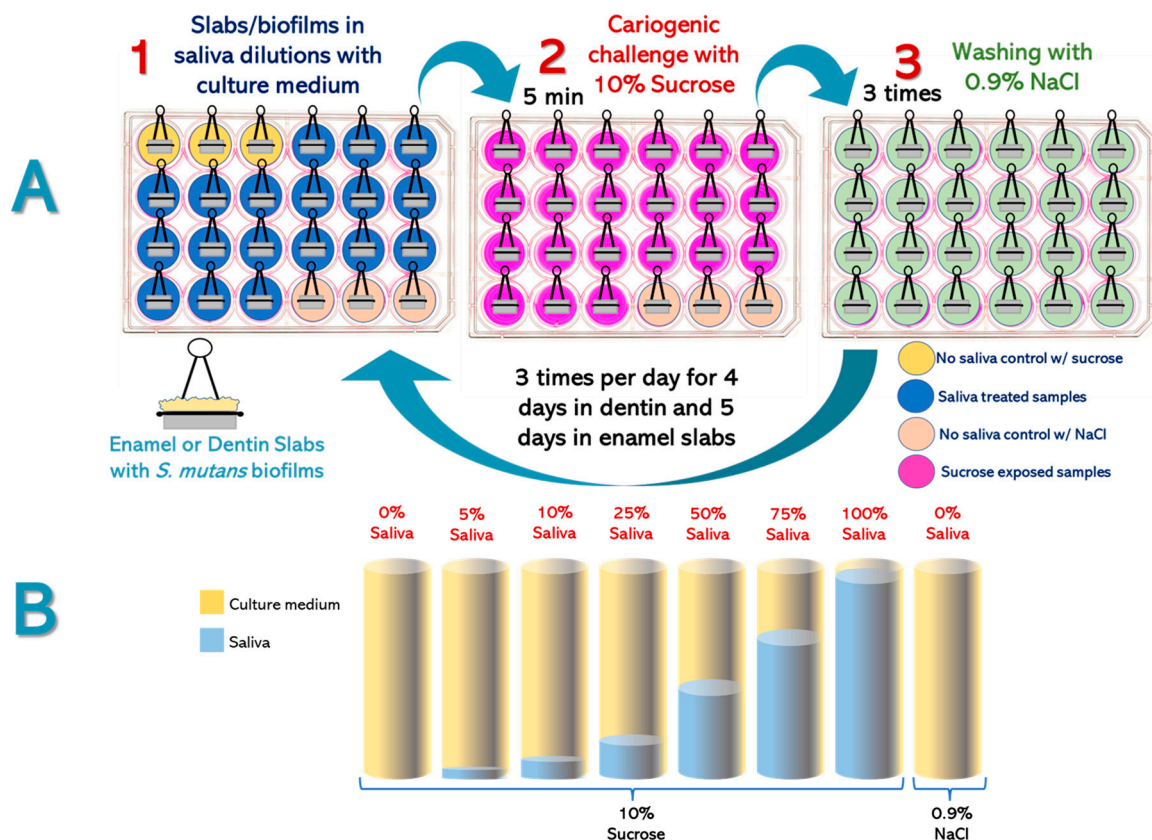 A
1
Slabs/biofilms in
saliva dilutions with
culture medium
2
Cariogenic
challenge with
10% Sucrose
5 min
3
Washing with
0.9% NaCl
3 times
Enamel or Dentin Slabs
with S. mutans biofilms
3 times per day for 4
days in dentin and 5
days in enamel slabs
No saliva control w/ sucrose
Saliva treated samples
No saliva control w/ NaCl
Sucrose exposed samples
B
Culture medium
Saliva
0%
Saliva
5%
Saliva
10%
Saliva
25%
Saliva
50%
Saliva
75%
Saliva
100%
Saliva
0%
Saliva
10%
Sucrose
0.9%
NaCl